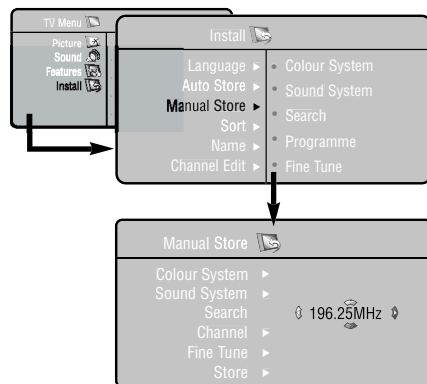 TV Menu
Picture
Sound
Features
Install
Install
Language
Auto Store
Manual Store
Sort
Name
Channel Edit
• Colour System
• Sound System
• Search
• Programme
• Fine Tune
Manual Store
Colour System
Sound System
Search
Channel
Fine Tune
Store
196.25MHz